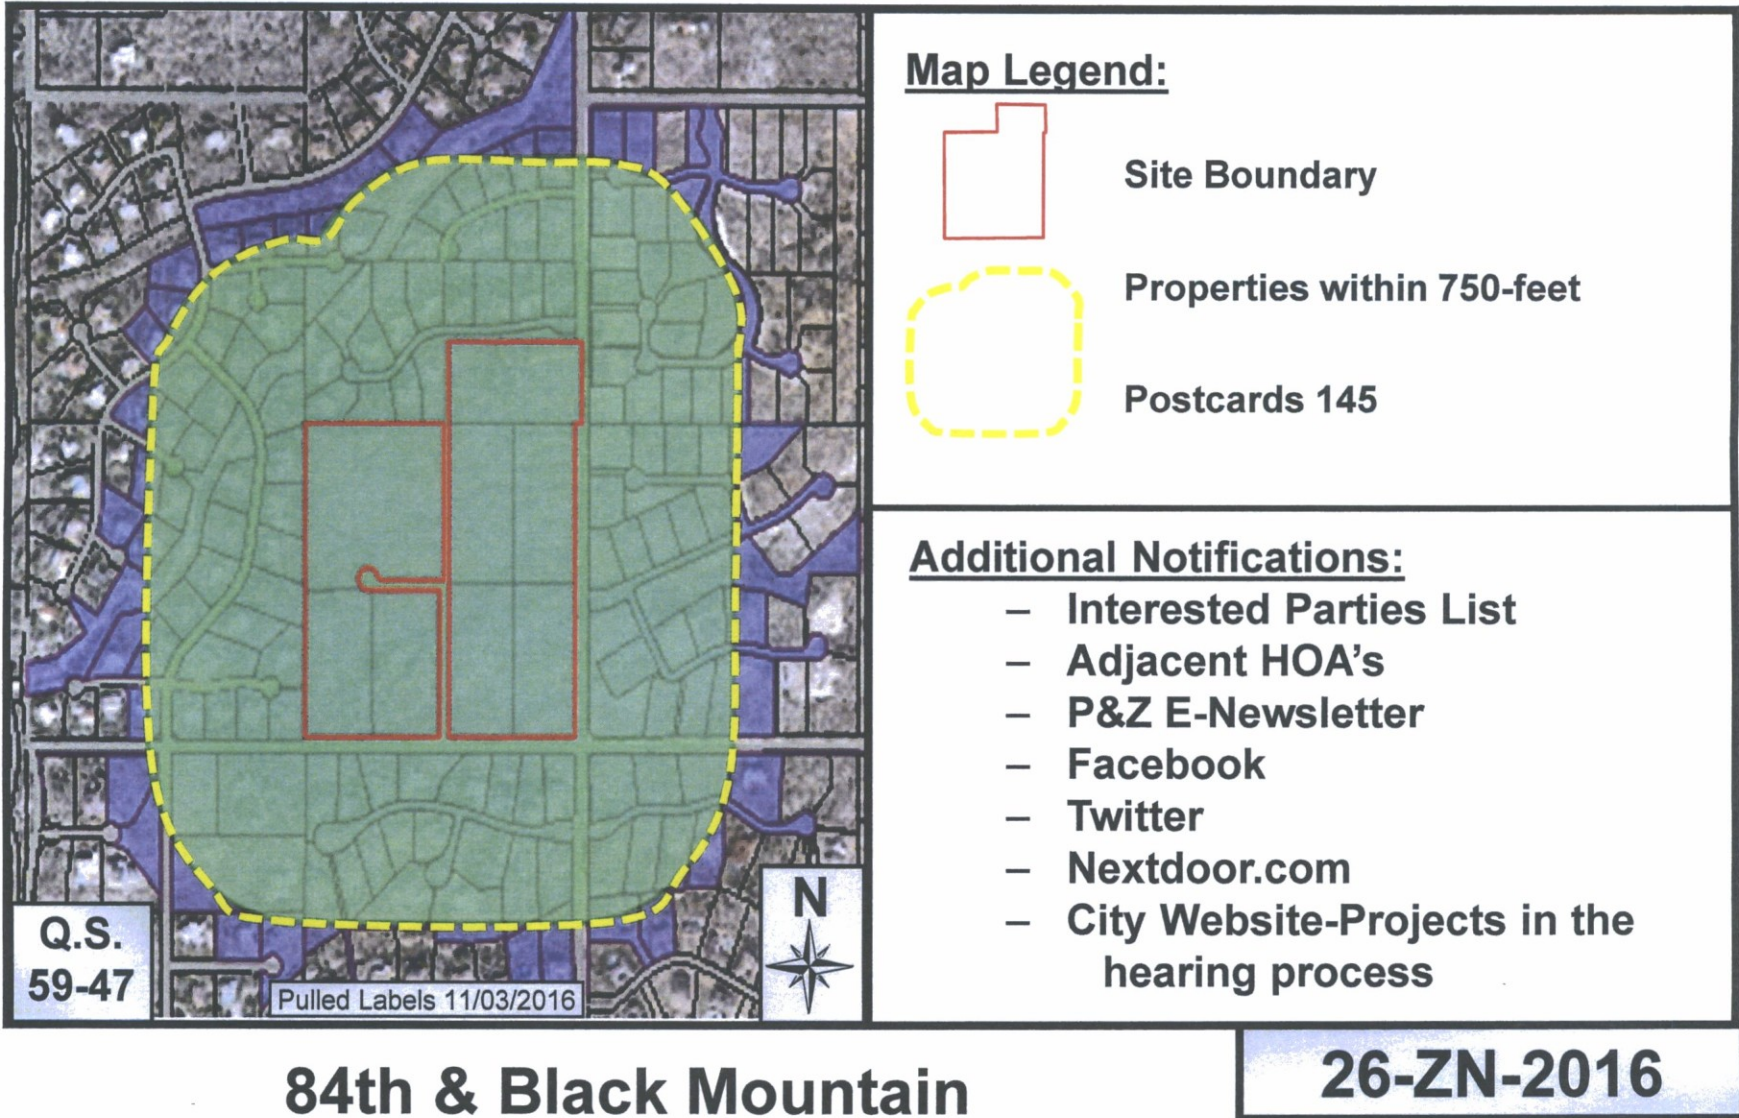 Map Legend:
Site Boundary
Properties within 750-feet
Postcards 145
Additional Notifications:
– Interested Parties List
– Adjacent HOA's
– P&Z E-Newsletter
– Facebook
– Twitter
– Nextdoor.com
– City Website-Projects in the
hearing process
Q.S.
59-47
Pulled Labels 11/03/2016
N
84th & Black Mountain
26-ZN-2016